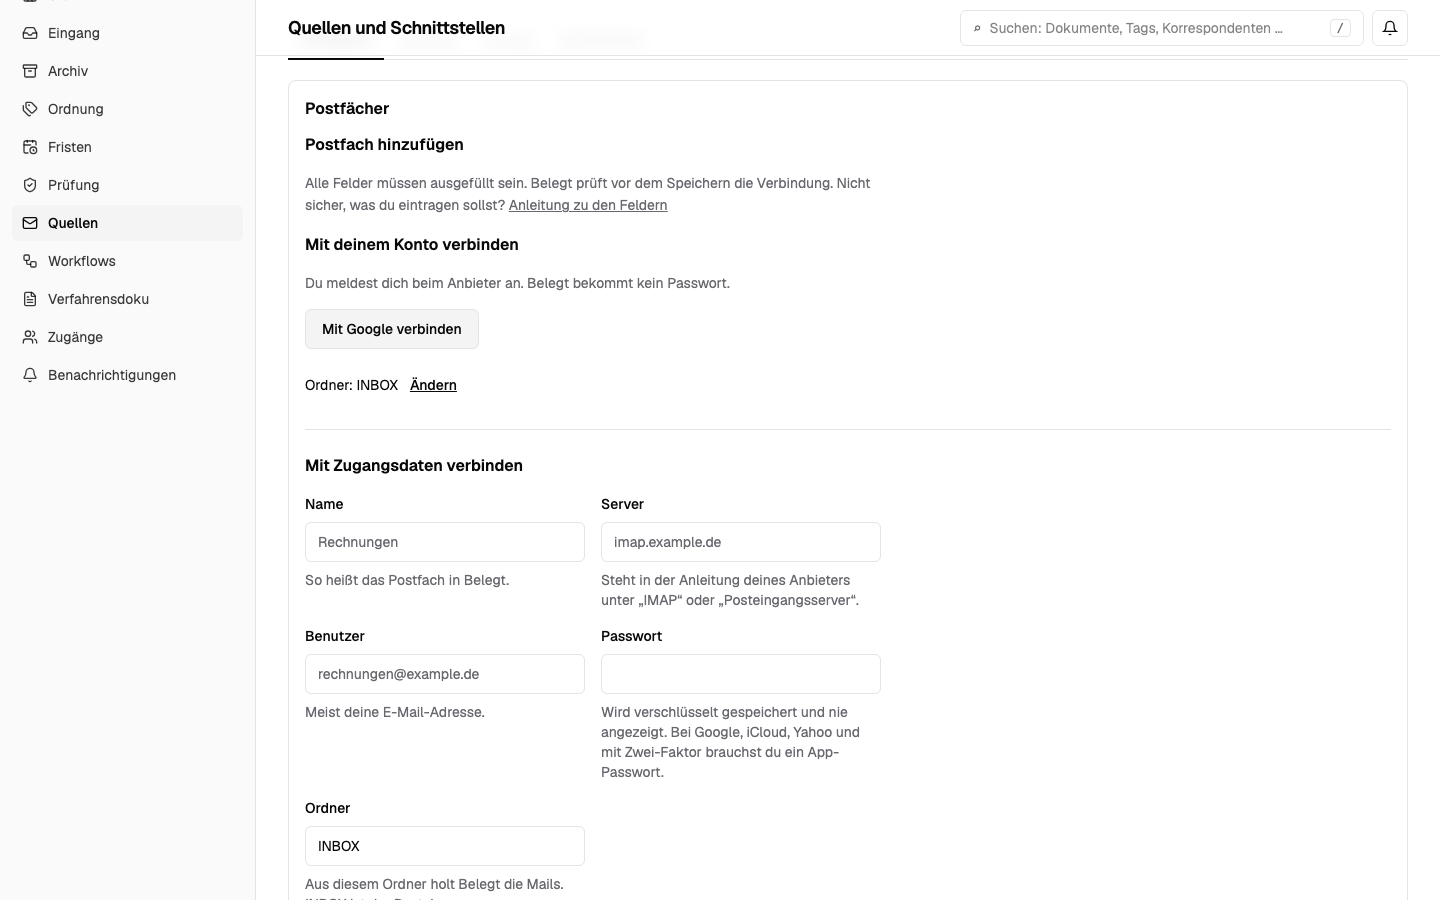 Eingang
Archiv
Ordnung
Fristen
Prüfung
Quellen
Workflows
Verfahrensdoku
Zugänge
Benachrichtigungen
Quellen und Schnittstellen
Suchen: Dokumente, Tags, Korrespondenten …
/
Postfächer
Postfach hinzufügen
Alle Felder müssen ausgefüllt sein. Belegt prüft vor dem Speichern die Verbindung. Nicht
sicher, was du eintragen sollst? Anleitung zu den Feldern
Mit deinem Konto verbinden
Du meldest dich beim Anbieter an. Belegt bekommt kein Passwort.
Mit Google verbinden
Ordner: INBOX Ändern
Mit Zugangsdaten verbinden
Name
Rechnungen
So heißt das Postfach in Belegt.
Server
imap.example.de
Steht in der Anleitung deines Anbieters
unter „IMAP“ oder „Posteingangsserver“.
Benutzer
rechnungen@example.de
Meist deine E-Mail-Adresse.
Passwort
Wird verschlüsselt gespeichert und nie
angezeigt. Bei Google, iCloud, Yahoo und
mit Zwei-Faktor brauchst du ein App-
Passwort.
Ordner
INBOX
Aus diesem Ordner holt Belegt die Mails.